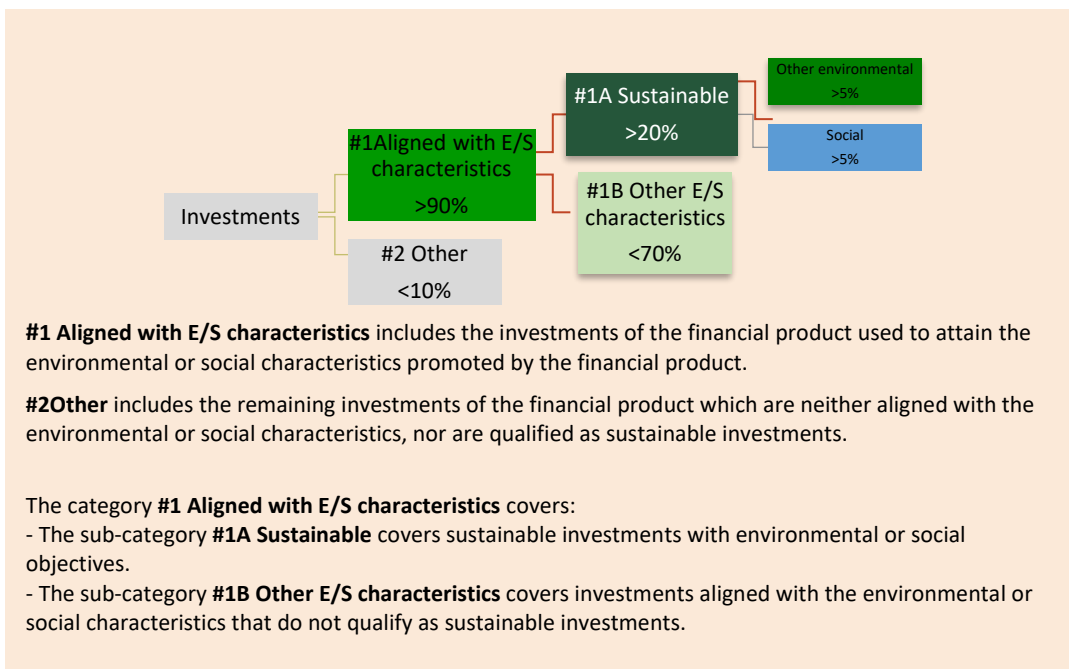 Other environmental
>5%
#1A Sustainable
>20%
Social
>5%
#1Aligned with E/S
characteristics
>90%
#1B Other E/S
characteristics
<70%
Investments
#2 Other
<10%
#1 Aligned with E/S characteristics includes the investments of the financial product used to attain the
environmental or social characteristics promoted by the financial product.
#2Other includes the remaining investments of the financial product which are neither aligned with the
environmental or social characteristics, nor are qualified as sustainable investments.
The category #1 Aligned with E/S characteristics covers:
- The sub-category #1A Sustainable covers sustainable investments with environmental or social
objectives.
- The sub-category #1B Other E/S characteristics covers investments aligned with the environmental or
social characteristics that do not qualify as sustainable investments.